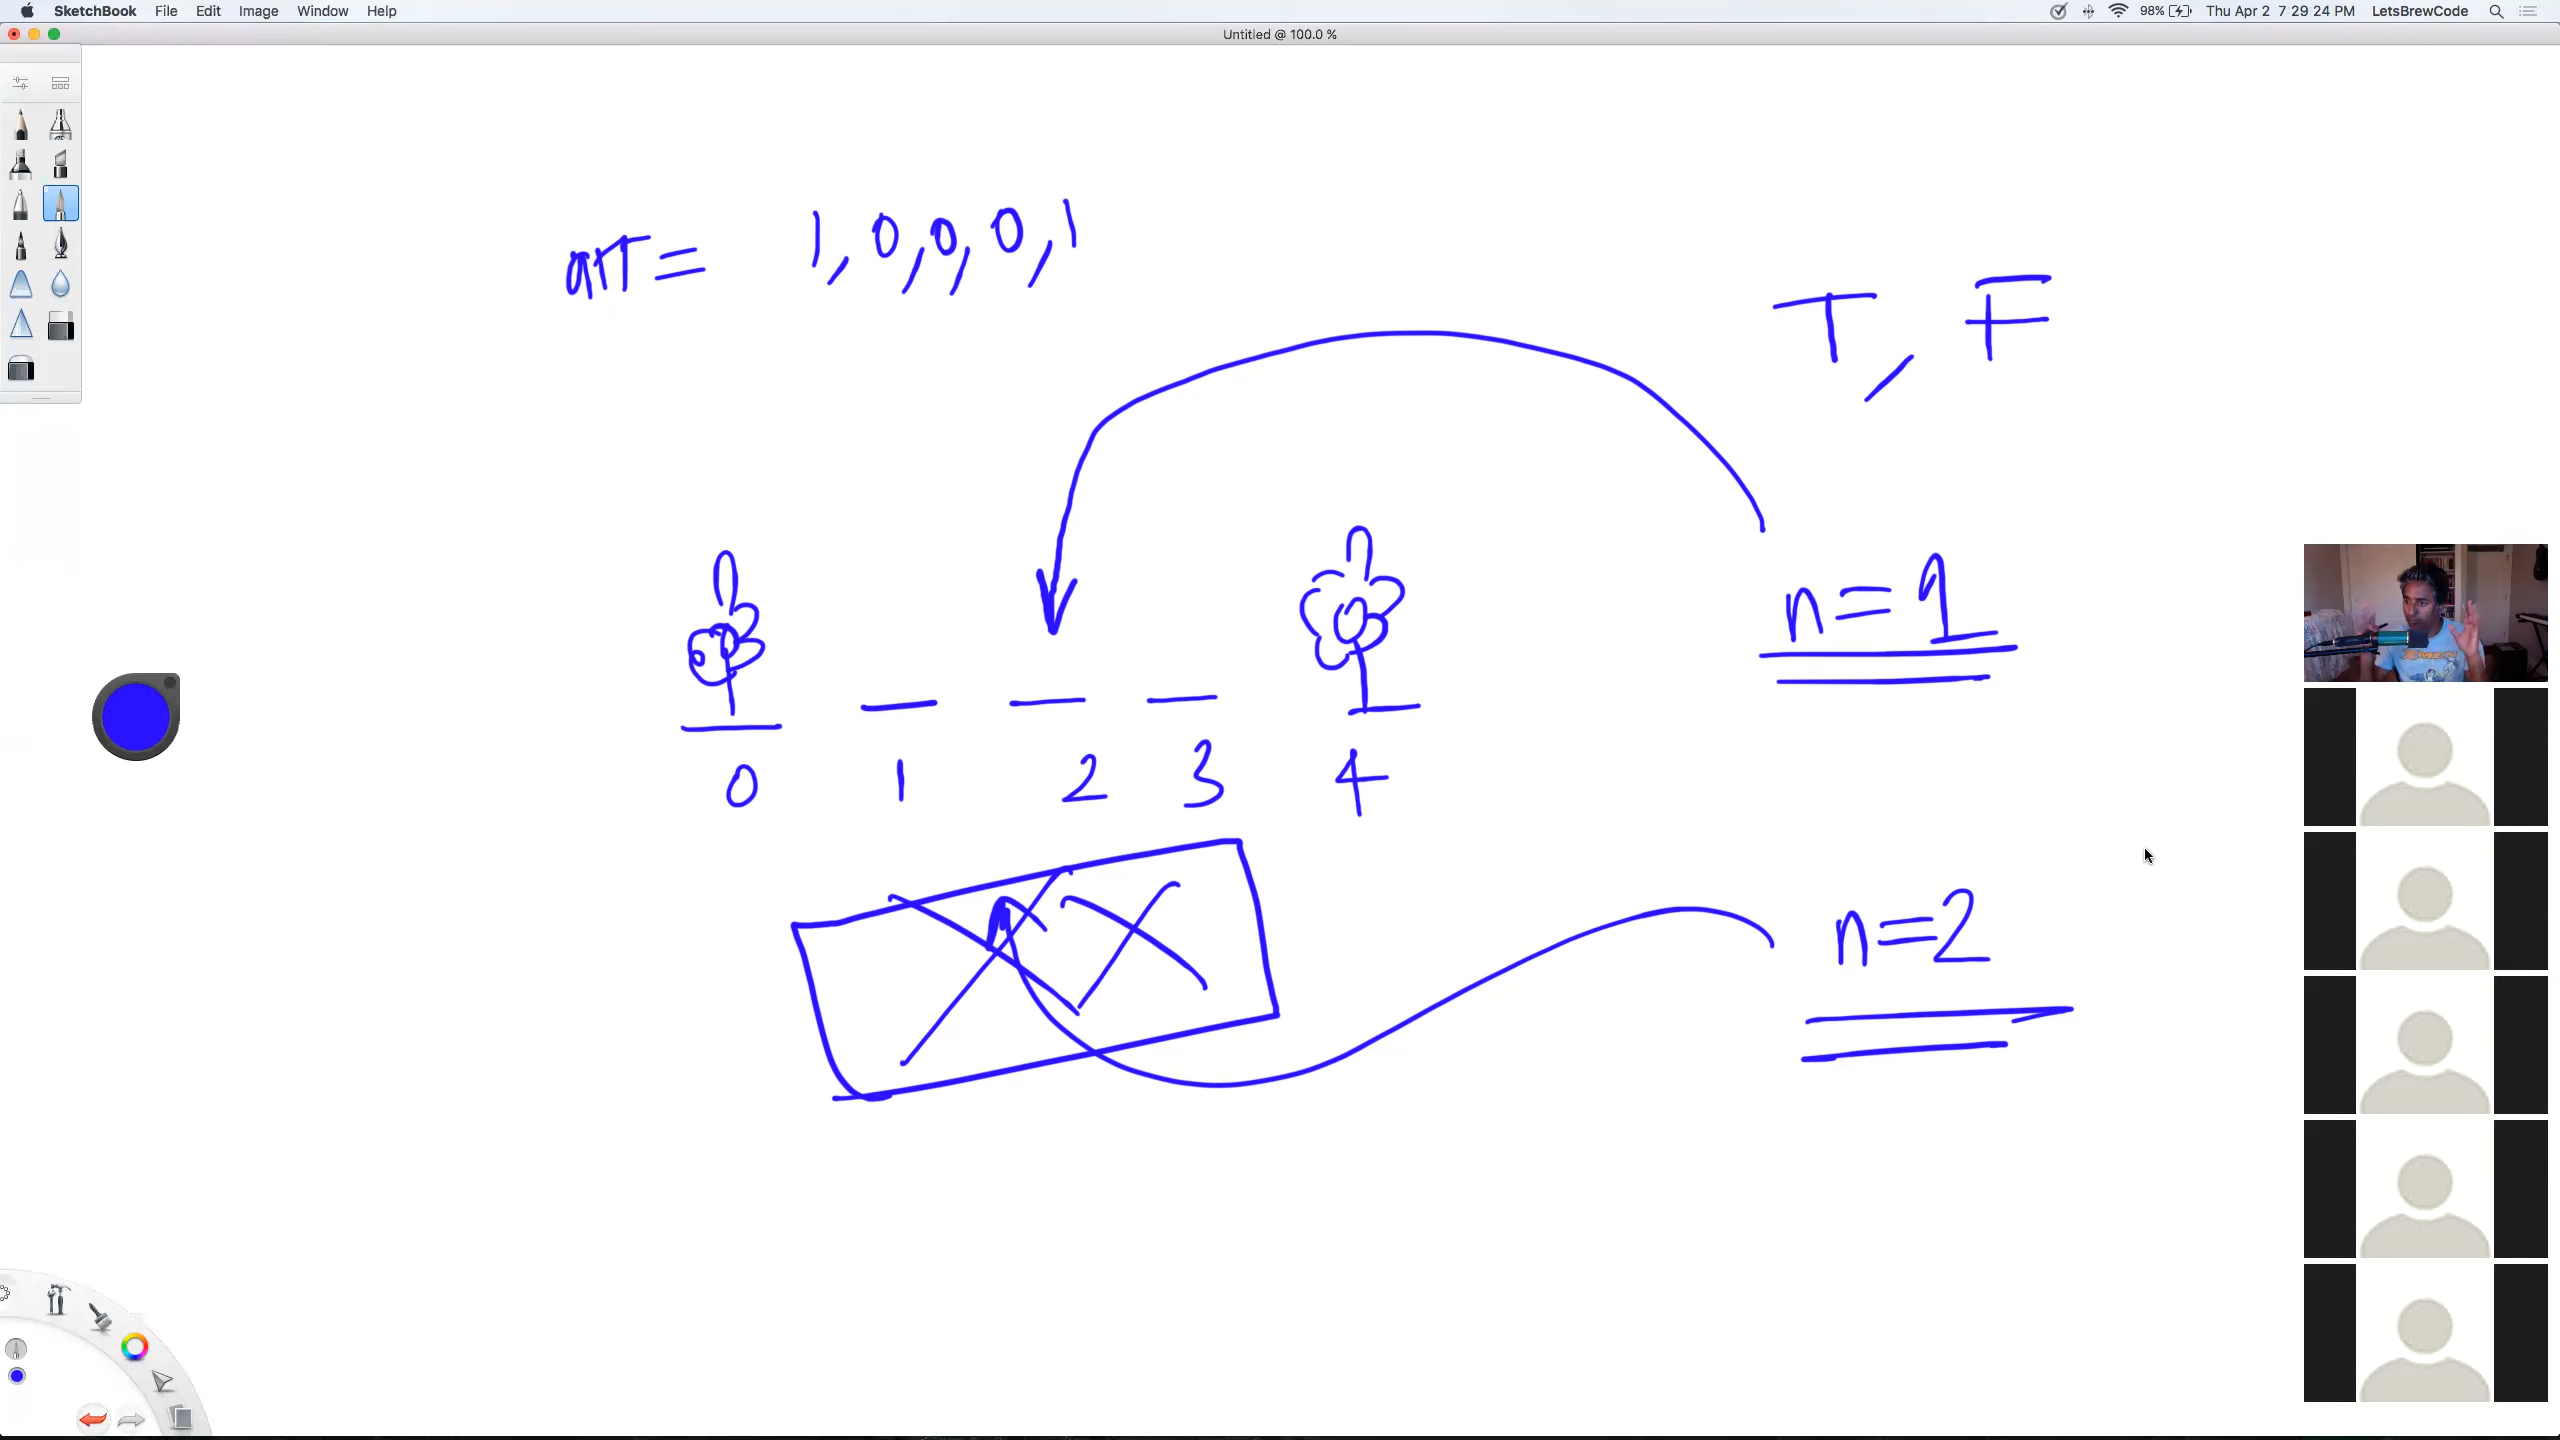 SketchBook File Edit Image Window Help 98% Thu Apr 2 7 29 24 PM LetsBrewCode
Untitled @ 100.0 %
arr = 1, 0, 0, 0, 1
T, F
n = 1
0 1 2 3 4
n=2